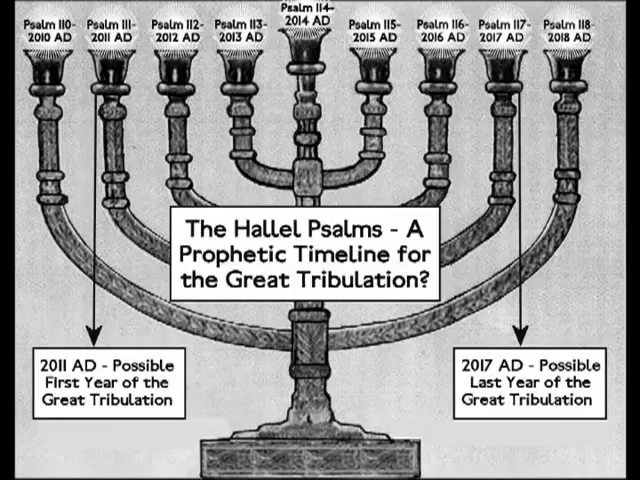 Psalm 110-
2010 AD
Psalm 111-
2011 AD
Psalm 112-
2012 AD
Psalm 113-
2013 AD
Psalm 114-
2014 AD
Psalm 115-
2015 AD
Psalm 116-
2016 AD
Psalm 117-
2017 AD
Psalm 118-
2018 AD
The Hallel Psalms - A
Prophetic Timeline for
the Great Tribulation?
2011 AD - Possible
First Year of the
Great Tribulation
2017 AD - Possible
Last Year of the
Great Tribulation